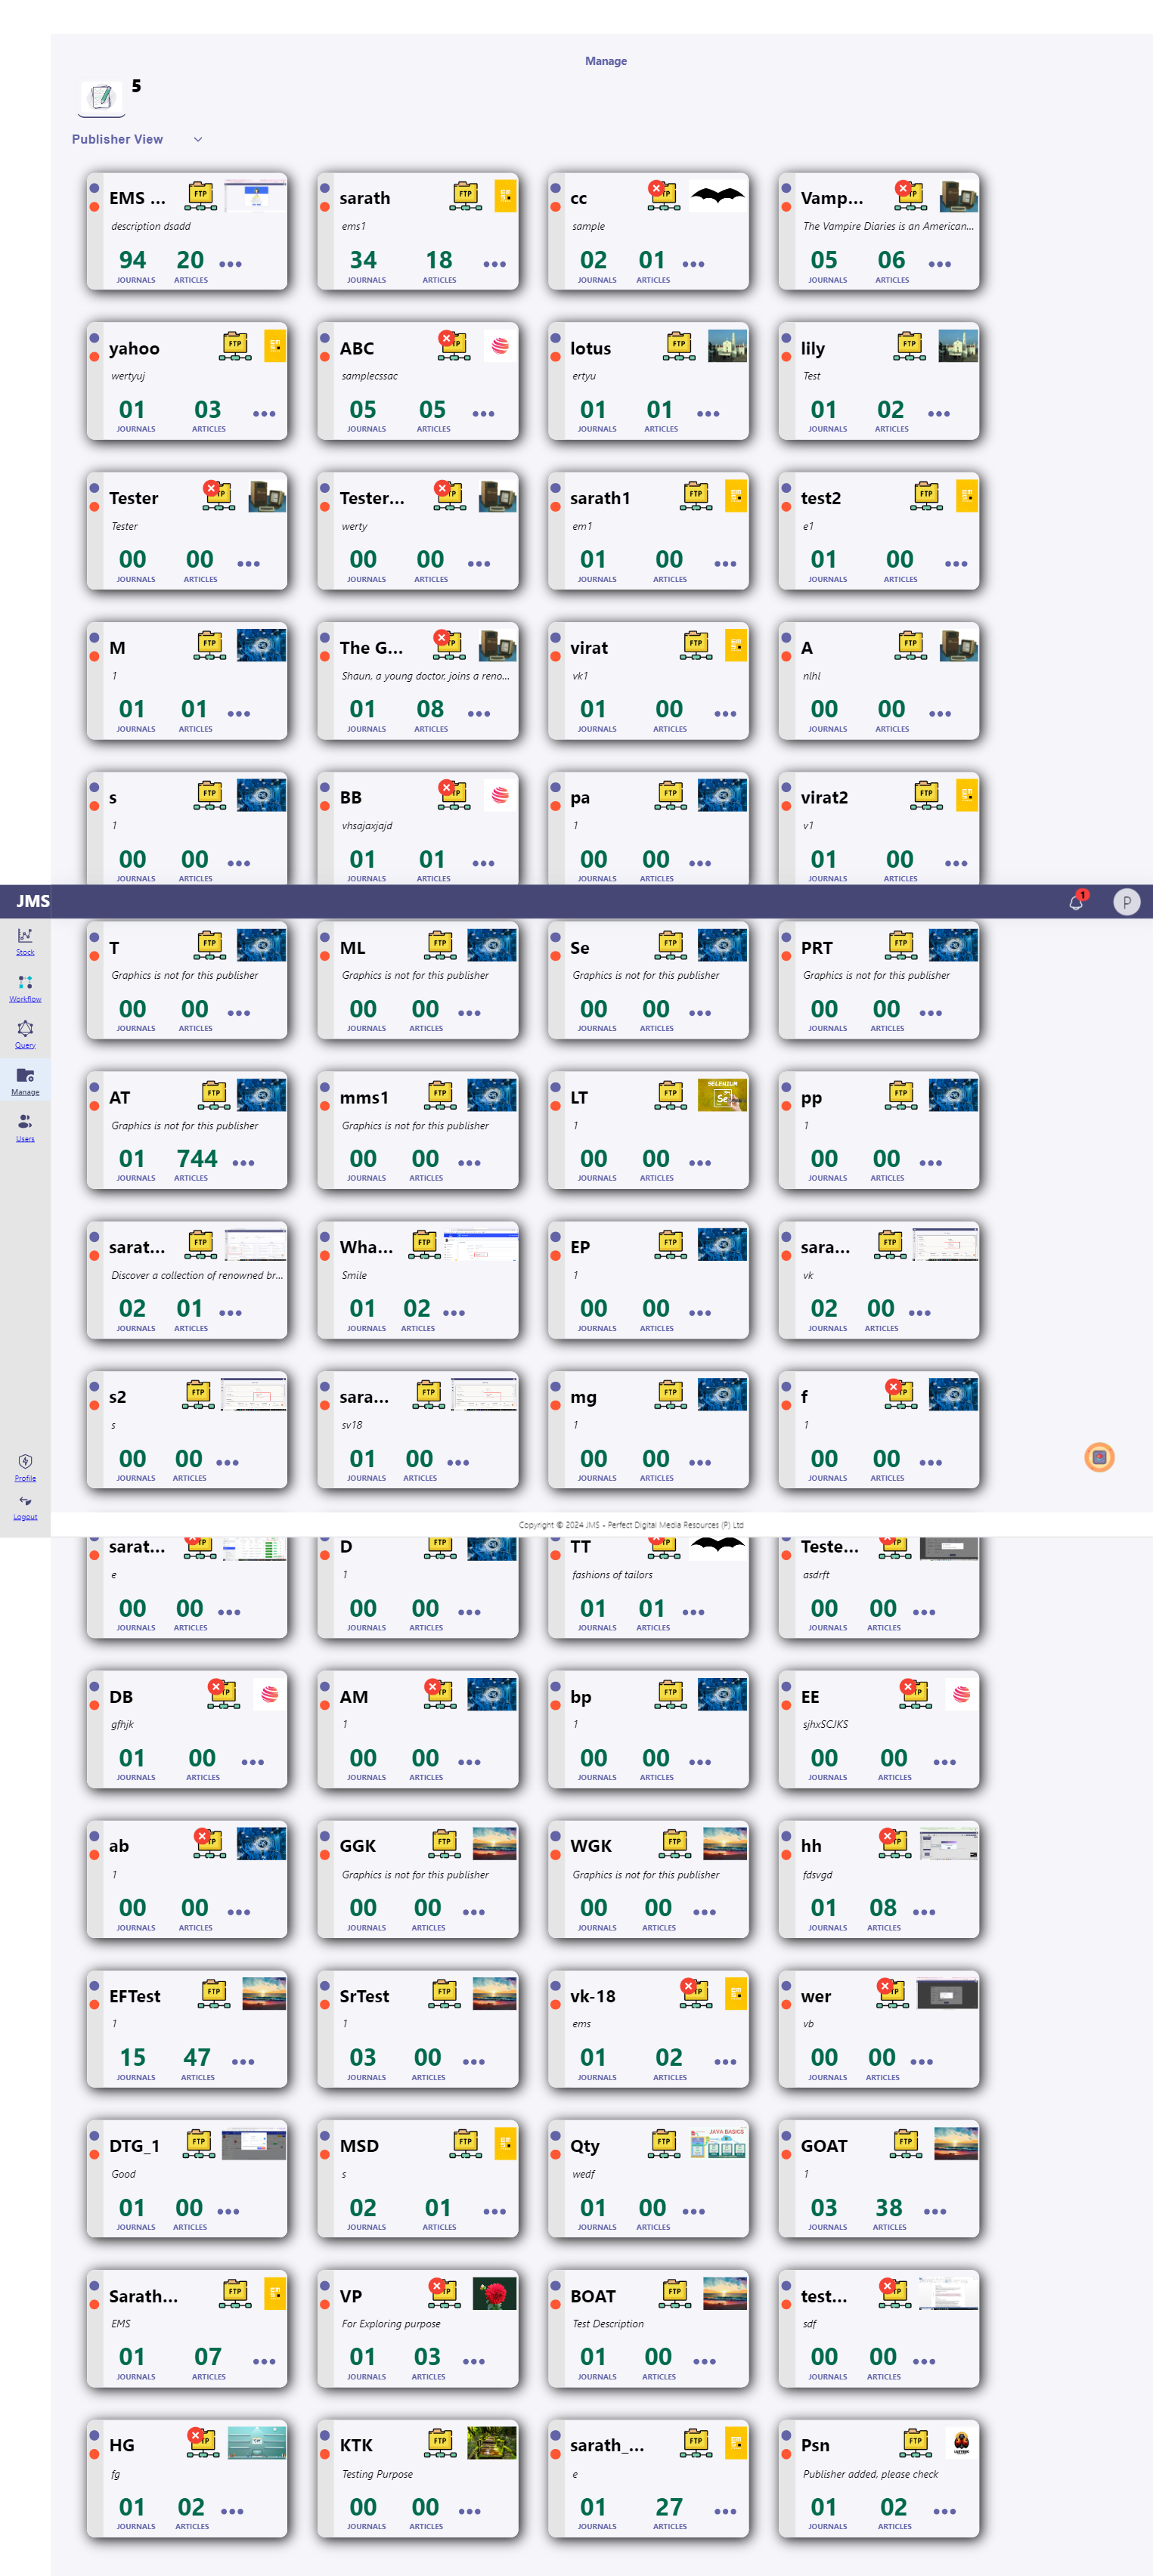 Manage
5
Publisher View
EMS ... FTP sarath FTP cc Vamp...
description dsadd ems1 sample The Vampire Diaries is an American...
94 20 34 18 02 01 05 06
JOURNALS ARTICLES JOURNALS ARTICLES JOURNALS ARTICLES JOURNALS ARTICLES
yahoo FTP ABC lotus FTP lily FTP
wertyuj samplecssac ertyu Test
01 03 05 05 01 01 01 02
JOURNALS ARTICLES JOURNALS ARTICLES JOURNALS ARTICLES JOURNALS ARTICLES
Tester Tester... sarath1 FTP test2 FTP
Tester werty em1 e1
00 00 00 00 01 00 01 00
JOURNALS ARTICLES JOURNALS ARTICLES JOURNALS ARTICLES JOURNALS ARTICLES
M FTP The G... virat FTP A FTP
1 Shaun, a young doctor, joins a reno... vk1 nlhl
01 01 01 08 01 00 00 00
JOURNALS ARTICLES JOURNALS ARTICLES JOURNALS ARTICLES JOURNALS ARTICLES
s FTP BB pa FTP virat2 FTP
1 vhsajaxjajd 1 v1
00 00 01 01 00 00 01 00
JOURNALS ARTICLES JOURNALS ARTICLES JOURNALS ARTICLES JOURNALS ARTICLES
JMS 1 P
Stock
Workflow
Query
Manage
Users
Profile
Logout
T FTP ML FTP Se FTP PRT FTP
Graphics is not for this publisher Graphics is not for this publisher Graphics is not for this publisher Graphics is not for this publisher
00 00 00 00 00 00 00 00
JOURNALS ARTICLES JOURNALS ARTICLES JOURNALS ARTICLES JOURNALS ARTICLES
AT FTP mms1 FTP LT FTP SELENIUM Se pp FTP
Graphics is not for this publisher Graphics is not for this publisher 1 1
01 744 00 00 00 00 00 00
JOURNALS ARTICLES JOURNALS ARTICLES JOURNALS ARTICLES JOURNALS ARTICLES
sarat... FTP Wha... FTP EP FTP sara... FTP
Discover a collection of renowned br... Smile 1 vk
02 01 01 02 00 00 02 00
JOURNALS ARTICLES JOURNALS ARTICLES JOURNALS ARTICLES JOURNALS ARTICLES
s2 FTP sara... FTP mg FTP f
s sv18 1 1
00 00 01 00 00 00 00 00
JOURNALS ARTICLES JOURNALS ARTICLES JOURNALS ARTICLES JOURNALS ARTICLES
Copyright © 2024 JMS - Perfect Digital Media Resources (P) Ltd
sarat... D TT Teste...
e 1 fashions of tailors asdrft
00 00 00 00 01 01 00 00
JOURNALS ARTICLES JOURNALS ARTICLES JOURNALS ARTICLES JOURNALS ARTICLES
DB AM bp FTP EE
gfhjk 1 1 sjhxSCJKS
01 00 00 00 00 00 00 00
JOURNALS ARTICLES JOURNALS ARTICLES JOURNALS ARTICLES JOURNALS ARTICLES
ab GGK FTP WGK FTP hh
1 Graphics is not for this publisher Graphics is not for this publisher fdsvgd
00 00 00 00 00 00 01 08
JOURNALS ARTICLES JOURNALS ARTICLES JOURNALS ARTICLES JOURNALS ARTICLES
EFTest FTP SrTest FTP vk-18 wer
1 1 ems vb
15 47 03 00 01 02 00 00
JOURNALS ARTICLES JOURNALS ARTICLES JOURNALS ARTICLES JOURNALS ARTICLES
DTG_1 FTP MSD FTP Qty FTP JAVA BASICS GOAT FTP
Good s wedf 1
01 00 02 01 01 00 03 38
JOURNALS ARTICLES JOURNALS ARTICLES JOURNALS ARTICLES JOURNALS ARTICLES
Sarath... FTP VP BOAT FTP test...
EMS For Exploring purpose Test Description sdf
01 07 01 03 01 00 00 00
JOURNALS ARTICLES JOURNALS ARTICLES JOURNALS ARTICLES JOURNALS ARTICLES
HG KTK FTP sarath_... FTP Psn FTP
fg Testing Purpose e Publisher added, please check
01 02 00 00 01 27 01 02
JOURNALS ARTICLES JOURNALS ARTICLES JOURNALS ARTICLES JOURNALS ARTICLES